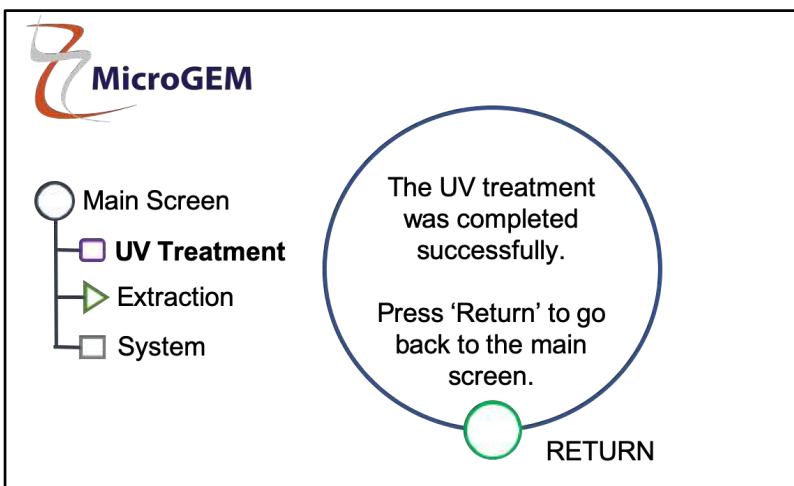 MicroGEM
Main Screen
UV Treatment
Extraction
System
The UV treatment
was completed
successfully.
Press ‘Return’ to go
back to the main
screen.
RETURN